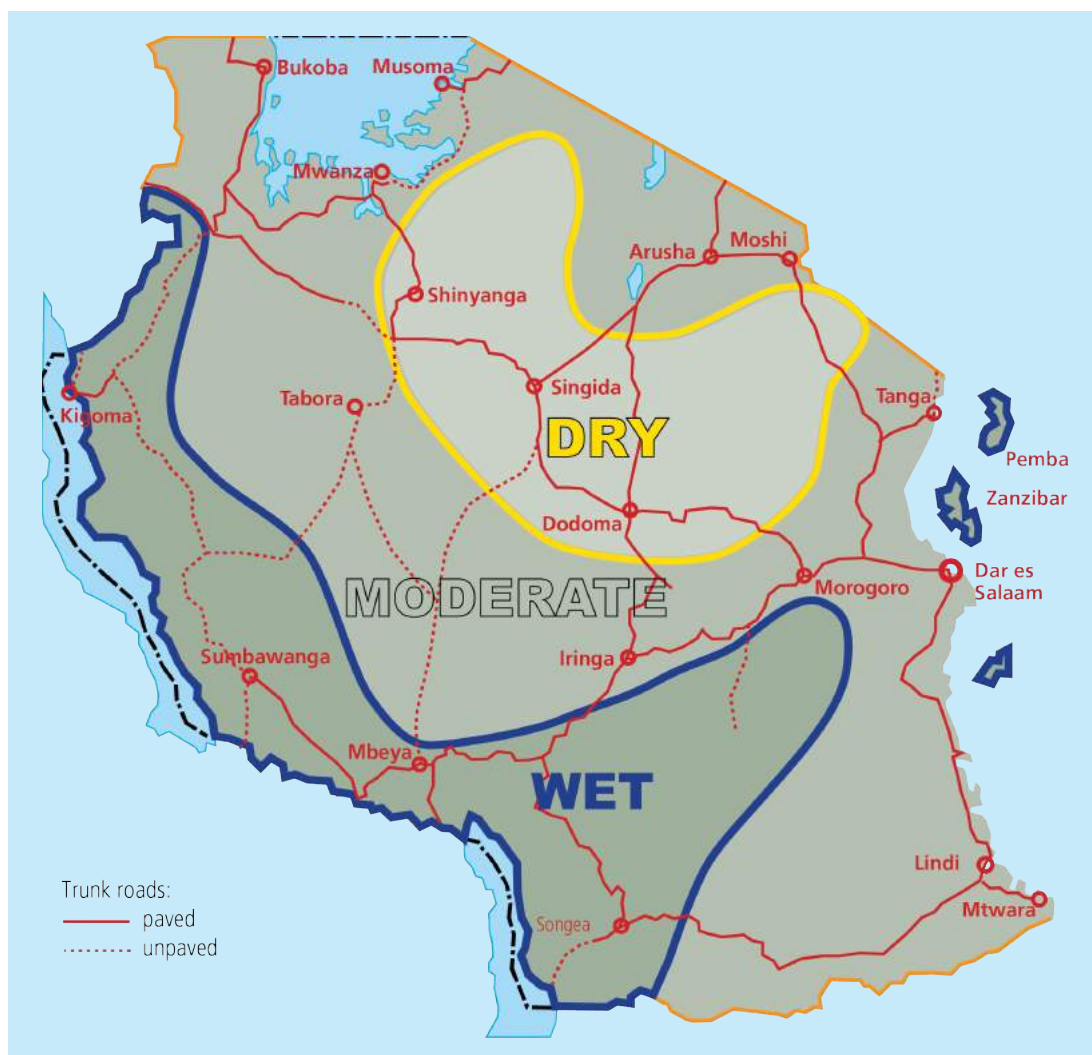 Bukoba
Musoma
Mwanza
Arusha
Moshi
Shinyanga
Singida
Tabora
Tanga
Kigoma
DRY
Pemba
Zanzibar
Dodoma
Dar es
Salaam
Morogoro
MODERATE
Iringa
Sumbawanga
Mbeya
WET
Lindi
Mtwara
Songea
Trunk roads:
paved
unpaved